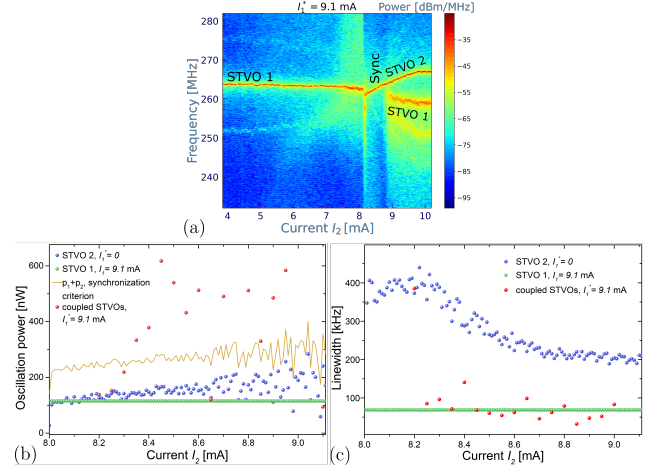 I₁* = 9.1 mA
Power [dBm/MHz]
280
270
260
250
240
Frequency [MHz]
STVO 1
Sync
STVO 2
STVO 1
−35
−45
−55
−65
−75
−85
−95
4 5 6 7 8 9 10
Current I₂ [mA]
(a)
600
400
200
0
Oscillation power [nW]
STVO 2, I₁* = 0
STVO 1, I₁* = 9.1 mA
p₁+p₂, synchronization
criterion
coupled STVOs,
I₁* = 9.1 mA
8.0 8.2 8.4 8.6 8.8 9.0
Current I₂ [mA]
(b)
500
400
300
200
100
Linewidth [kHz]
STVO 2, I₁* = 0
STVO 1, I₁* = 9.1 mA
coupled STVOs, I₁* = 9.1 mA
8.0 8.2 8.4 8.6 8.8 9.0
Current I₂ [mA]
(c)